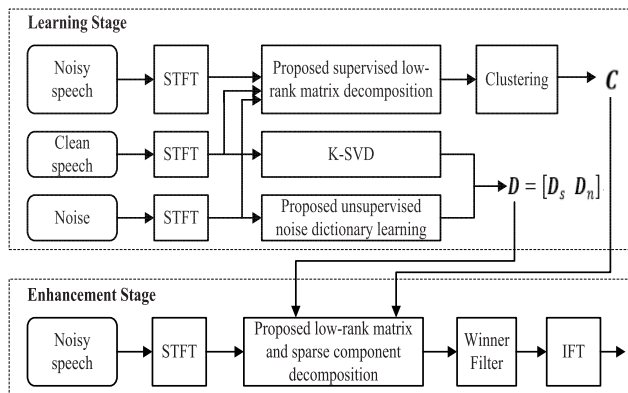 Learning Stage
Noisy
speech
STFT
Proposed supervised low-
rank matrix decomposition
Clustering
C
Clean
speech
STFT
K-SVD
Noise
STFT
Proposed unsupervised
noise dictionary learning
D = [D_s D_n]
Enhancement Stage
Noisy
speech
STFT
Proposed low-rank matrix
and sparse component
decomposition
Winner
Filter
IFT